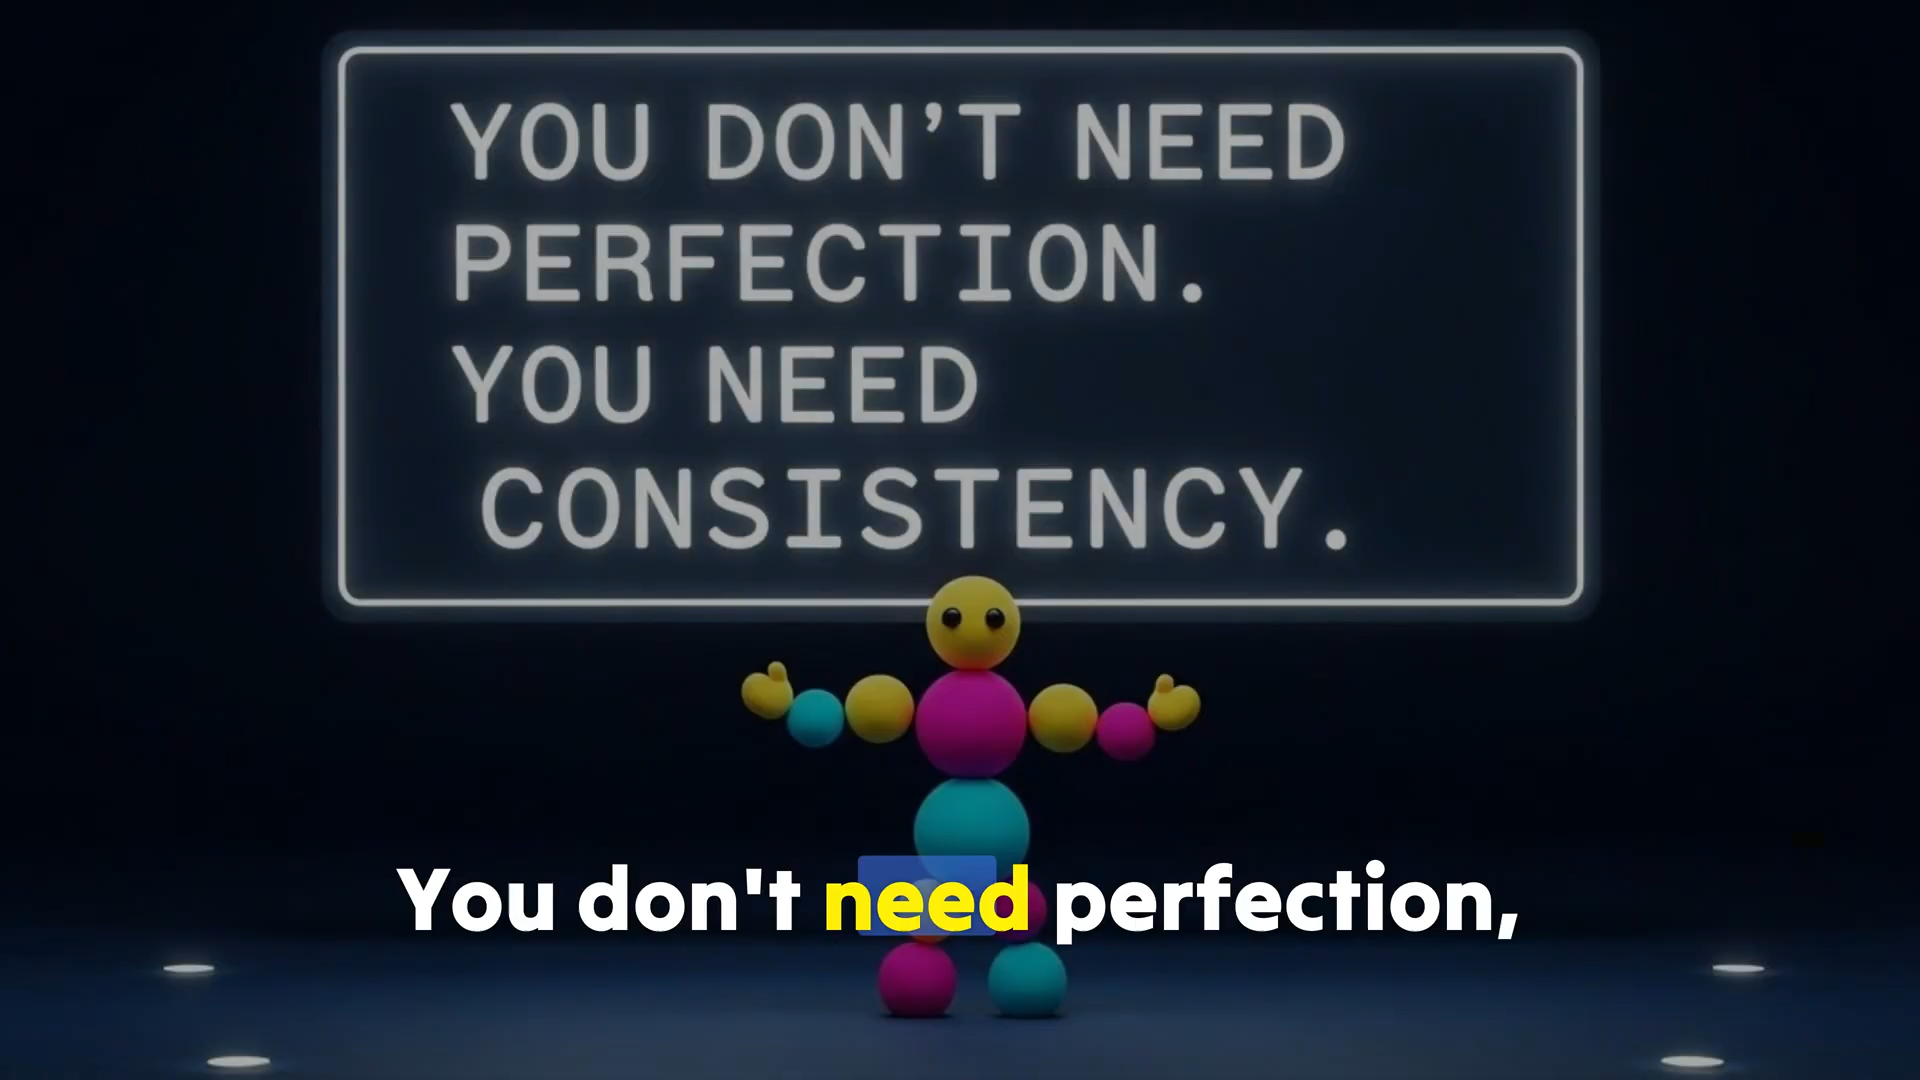 YOU DON’T NEED
PERFECTION.
YOU NEED
CONSISTENCY.
You don't need perfection,